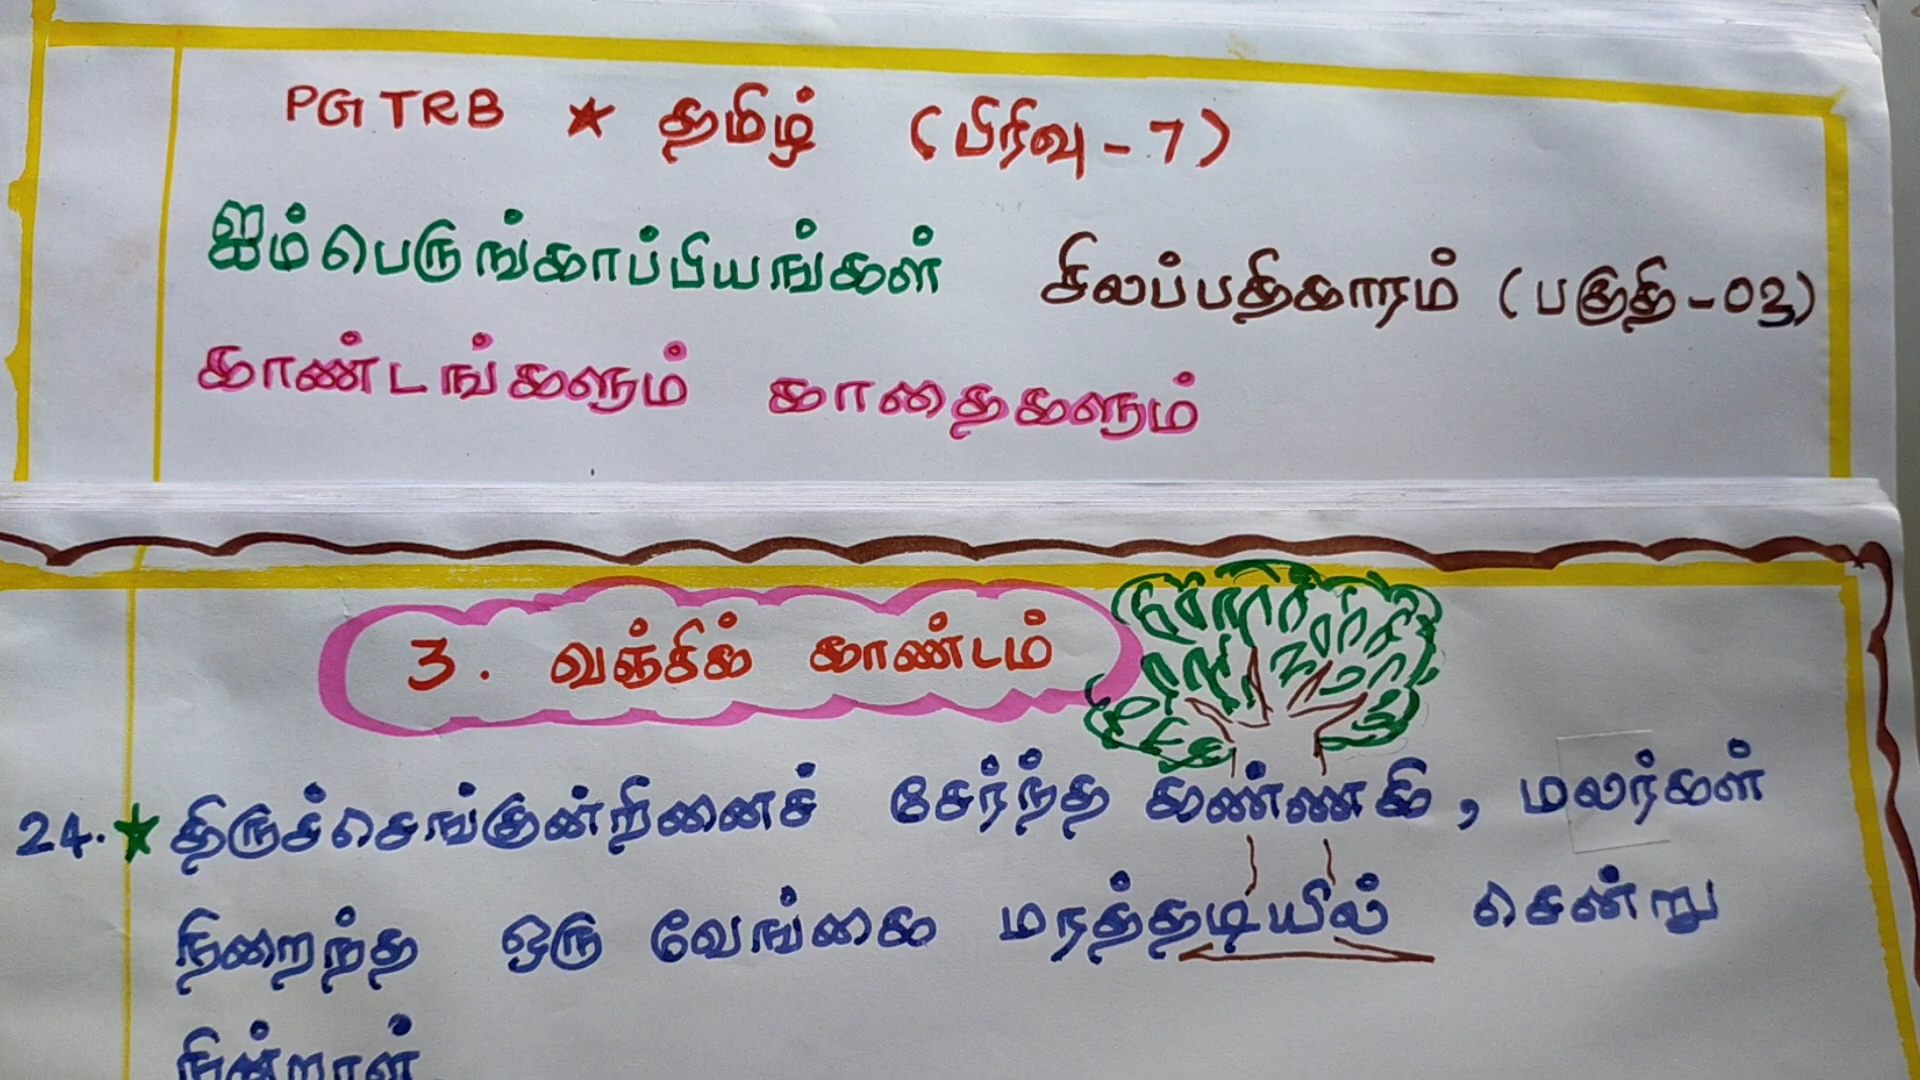 PG TRB ★ தமிழ் (பிரிவு - 7)
ஐம்பெருங்காப்பியங்கள் சிலப்பதிகாரம் (பகுதி - 03)
காண்டங்களும் காதைகளும்
3. வஞ்சிக் காண்டம்
24. ★ திருச்செங்குன்றினைச் சேர்ந்த கண்ணகி, மலர்கள்
நிறைந்த ஒரு வேங்கை மரத்தடியில் சென்று
நின்றாள்